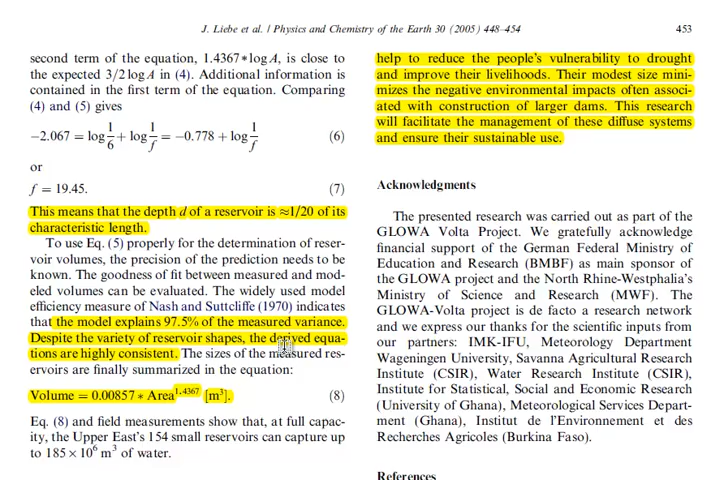 J. Liebe et al. / Physics and Chemistry of the Earth 30 (2005) 448–454 453
second term of the equation, 1.4367∗log A, is close to
the expected 3/2 log A in (4). Additional information is
contained in the first term of the equation. Comparing
(4) and (5) gives
−2.067 = log 1/6 + log 1/f = −0.778 + log 1/f (6)
or
f = 19.45. (7)
This means that the depth d of a reservoir is ≈1/20 of its
characteristic length.
To use Eq. (5) properly for the determination of reser-
voir volumes, the precision of the prediction needs to be
known. The goodness of fit between measured and mod-
eled volumes can be evaluated. The widely used model
efficiency measure of Nash and Suttcliffe (1970) indicates
that the model explains 97.5% of the measured variance.
Despite the variety of reservoir shapes, the derived equa-
tions are highly consistent. The sizes of the measured res-
ervoirs are finally summarized in the equation:
Volume = 0.00857 ∗ Area^1.4367 [m³]. (8)
Eq. (8) and field measurements show that, at full capac-
ity, the Upper East's 154 small reservoirs can capture up
to 185 × 10⁶ m³ of water.
help to reduce the people's vulnerability to drought
and improve their livelihoods. Their modest size mini-
mizes the negative environmental impacts often associ-
ated with construction of larger dams. This research
will facilitate the management of these diffuse systems
and ensure their sustainable use.
Acknowledgments
The presented research was carried out as part of the
GLOWA Volta Project. We gratefully acknowledge
financial support of the German Federal Ministry of
Education and Research (BMBF) as main sponsor of
the GLOWA project and the North Rhine-Westphalia's
Ministry of Science and Research (MWF). The
GLOWA-Volta project is de facto a research network
and we express our thanks for the scientific inputs from
our partners: IMK-IFU, Meteorology Department
Wageningen University, Savanna Agricultural Research
Institute (CSIR), Water Research Institute (CSIR),
Institute for Statistical, Social and Economic Research
(University of Ghana), Meteorological Services Depart-
ment (Ghana), Institut de l'Environnement et des
Recherches Agricoles (Burkina Faso).
References